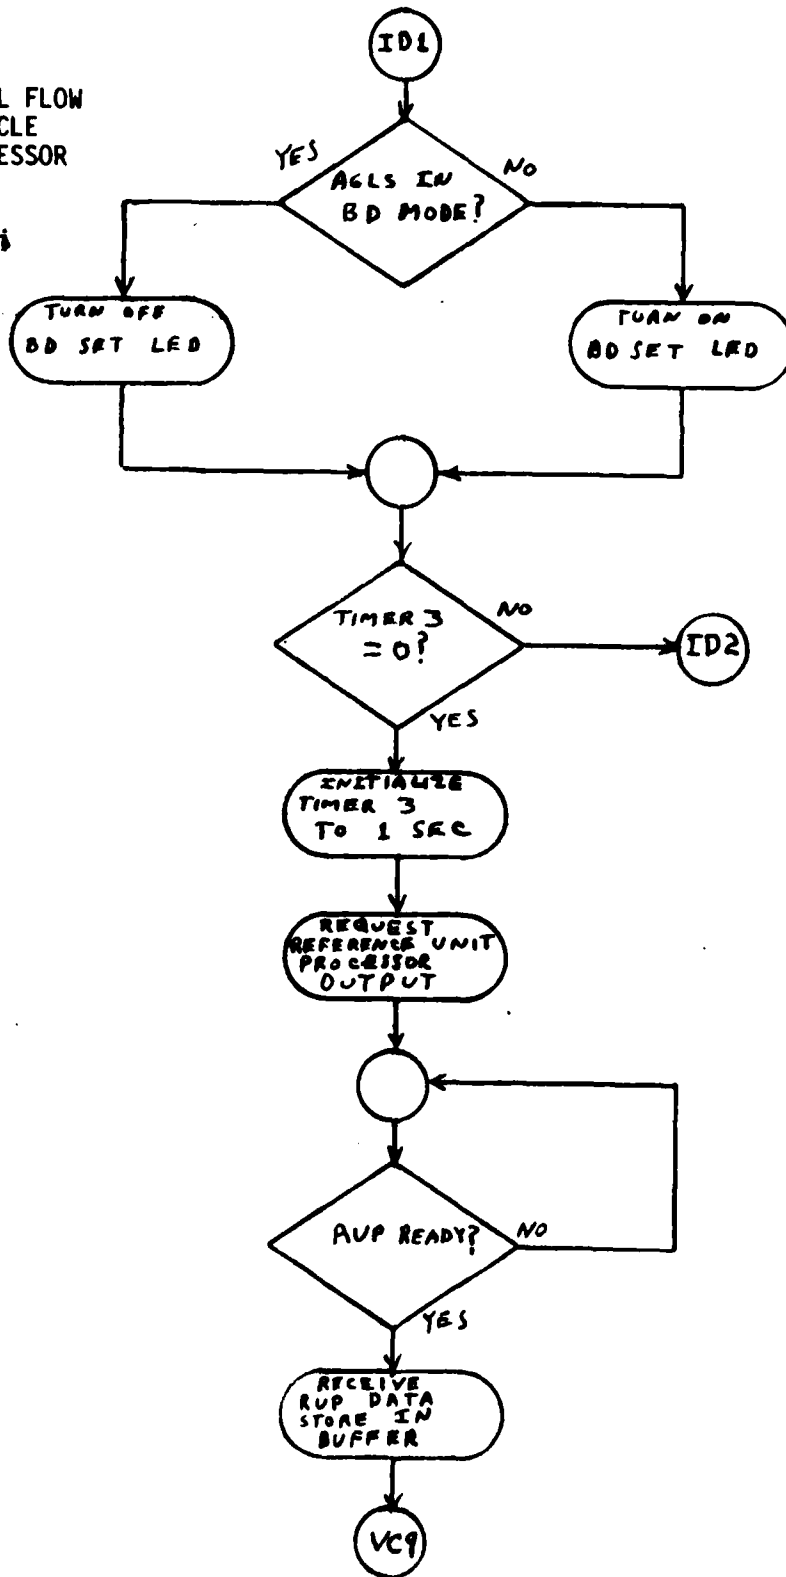 ID1
L FLOW
CLE
ESSOR
YES
NO
AGLS IN
BD MODE?
TURN OFF
BD SET LED
TURN ON
BD SET LED
TIMER 3
= 0?
NO
ID2
YES
INITIALIZE
TIMER 3
TO 1 SEC
REQUEST
REFERENCE UNIT
PROCESSOR
OUTPUT
RUP READY?
NO
YES
RECEIVE
RUP DATA
STORE IN
BUFFER
VC9